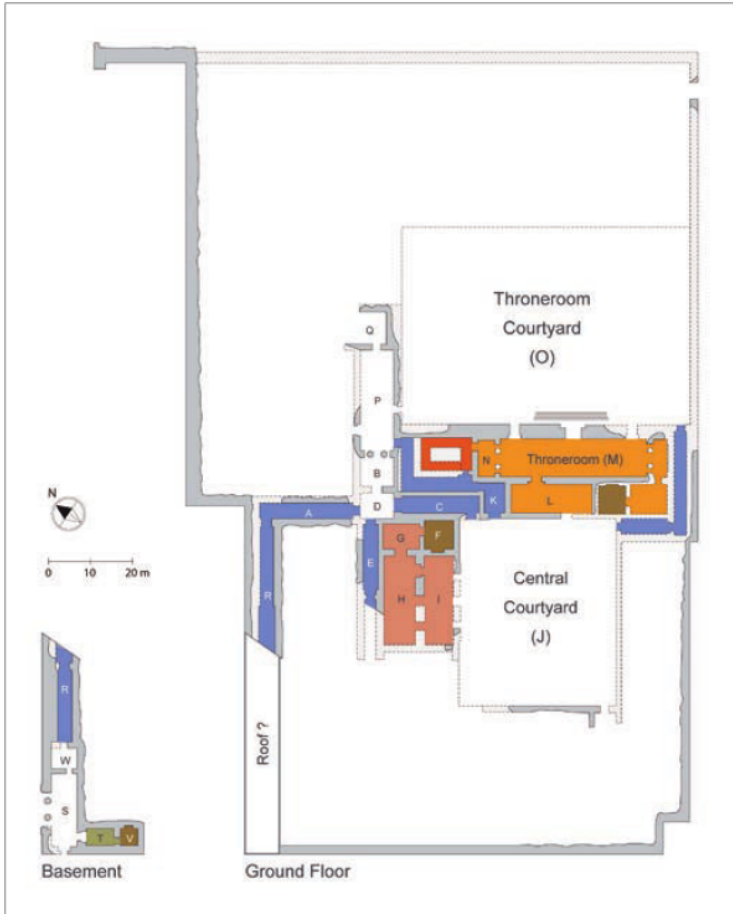 Throneroom
Courtyard
(O)
Q
P
N
Throneroom (M)
B
K
L
N
D
C
A
F
G
E
0 10 20 m
Central
Courtyard
(J)
H
I
R
R
Roof ?
W
S
T
V
Basement
Ground Floor